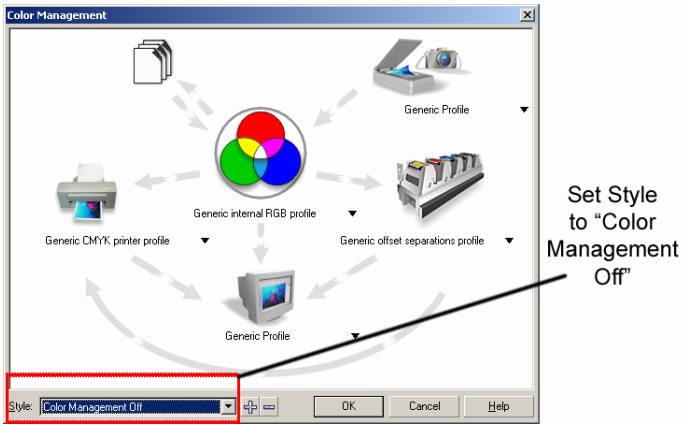 Color Management
Generic Profile
Generic internal RGB profile
Generic CMYK printer profile
Generic offset separations profile
Generic Profile
Set Style
to “Color
Management
Off”
Style: Color Management Off
OK
Cancel
Help